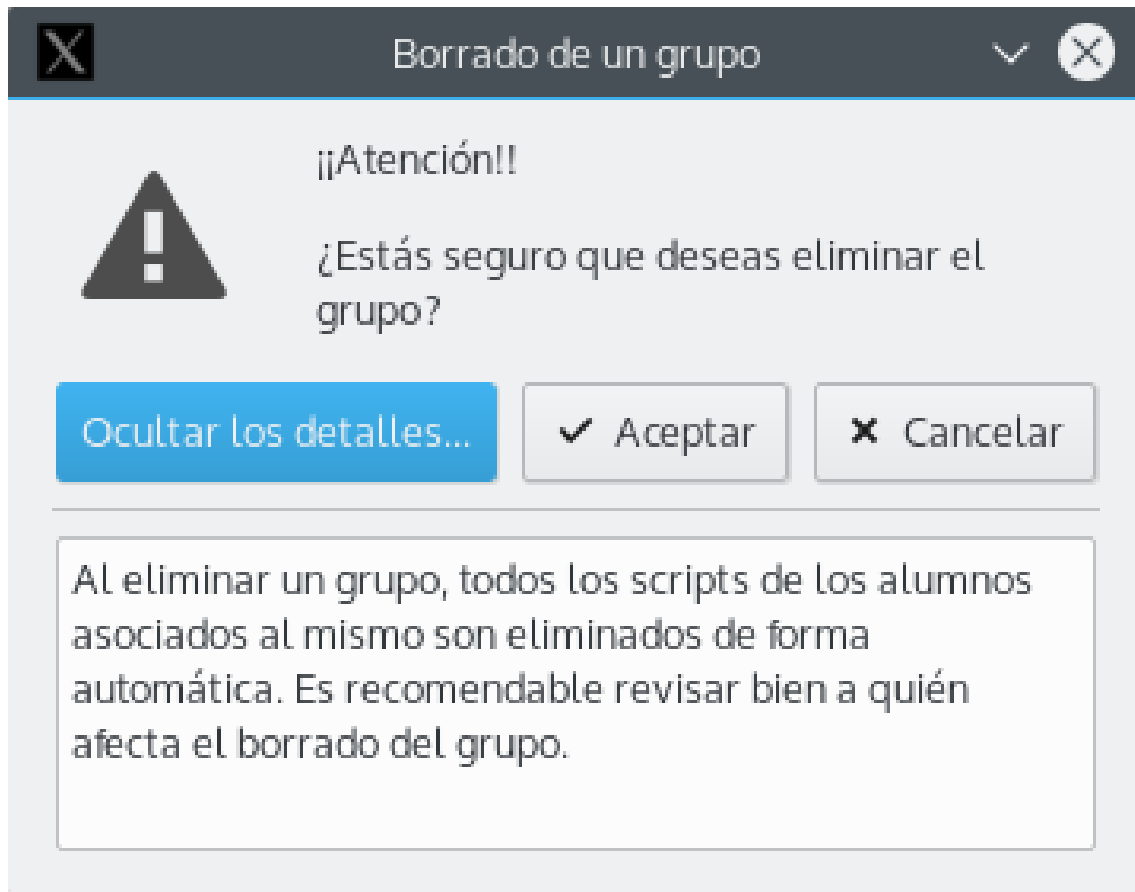 Borrado de un grupo
¡¡Atención!!
¿Estás seguro que deseas eliminar el
grupo?
Ocultar los detalles...
Aceptar
Cancelar
Al eliminar un grupo, todos los scripts de los alumnos
asociados al mismo son eliminados de forma
automática. Es recomendable revisar bien a quién
afecta el borrado del grupo.